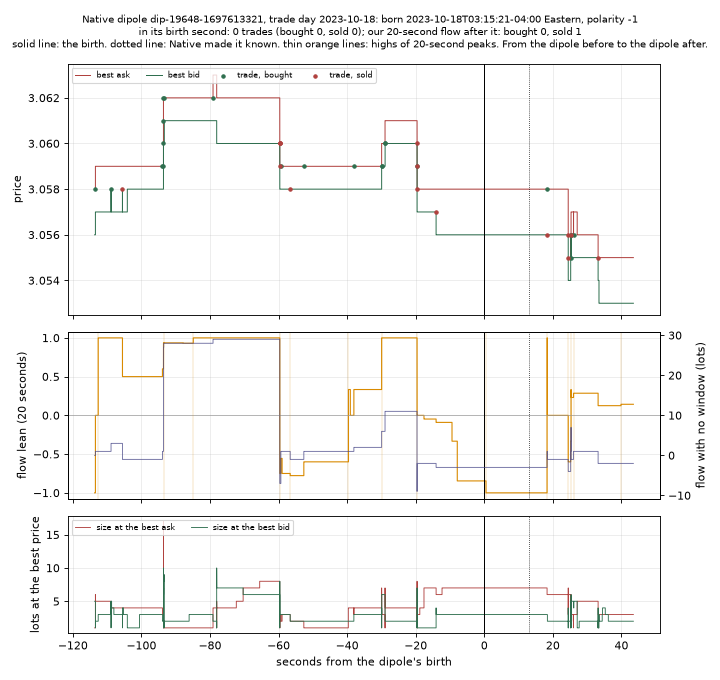 Native dipole dip-19648-1697613321, trade day 2023-10-18: born 2023-10-18T03:15:21-04:00 Eastern, polarity -1
in its birth second: 0 trades (bought 0, sold 0); our 20-second flow after it: bought 0, sold 1
solid line: the birth. dotted line: Native made it known. thin orange lines: highs of 20-second peaks. From the dipole before to the dipole after.
best ask
best bid
trade, bought
trade, sold
price
3.062
3.060
3.058
3.056
3.054
flow lean (20 seconds)
1.0
0.5
0.0
−0.5
−1.0
flow with no window (lots)
30
20
10
0
−10
size at the best ask
size at the best bid
lots at the best price
15
10
5
−120
−100
−80
−60
−40
−20
0
20
40
seconds from the dipole's birth